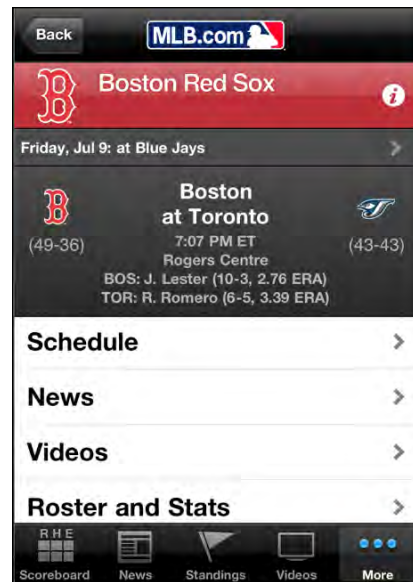 Back
MLB.com
B
Boston Red Sox
i
Friday, Jul 9: at Blue Jays
B
Boston
at Toronto
(49-36)
7:07 PM ET
(43-43)
Rogers Centre
BOS: J. Lester (10-3, 2.76 ERA)
TOR: R. Romero (6-5, 3.39 ERA)
Schedule
News
Videos
Roster and Stats
R H E
Scoreboard News Standings Videos More